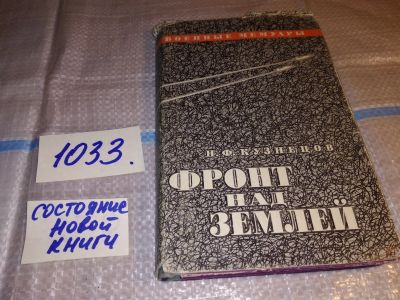 ВОЕННЫЕ МЕМУАРЫ
Н.Ф.КУЗНЕЦОВ
ФРОНТ
НАД
ЗЕМЛЕЙ
1033.
СОСТОЯНИЕ
НОВОЙ
КНИГИ